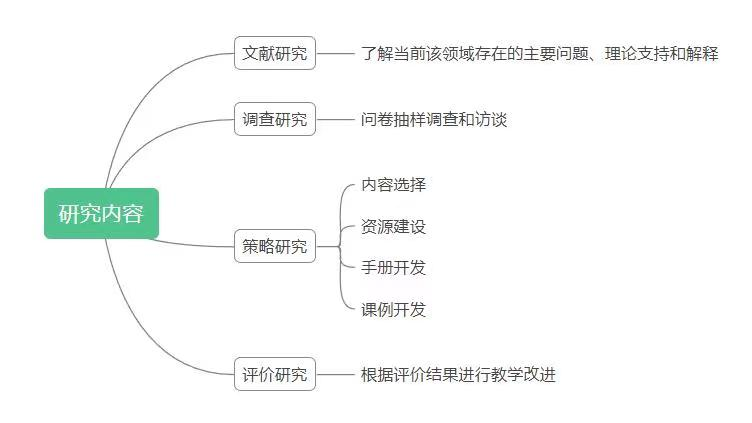 研究内容
文献研究
了解当前该领域存在的主要问题、理论支持和解释
调查研究
问卷抽样调查和访谈
策略研究
内容选择
资源建设
手册开发
课例开发
评价研究
根据评价结果进行教学改进